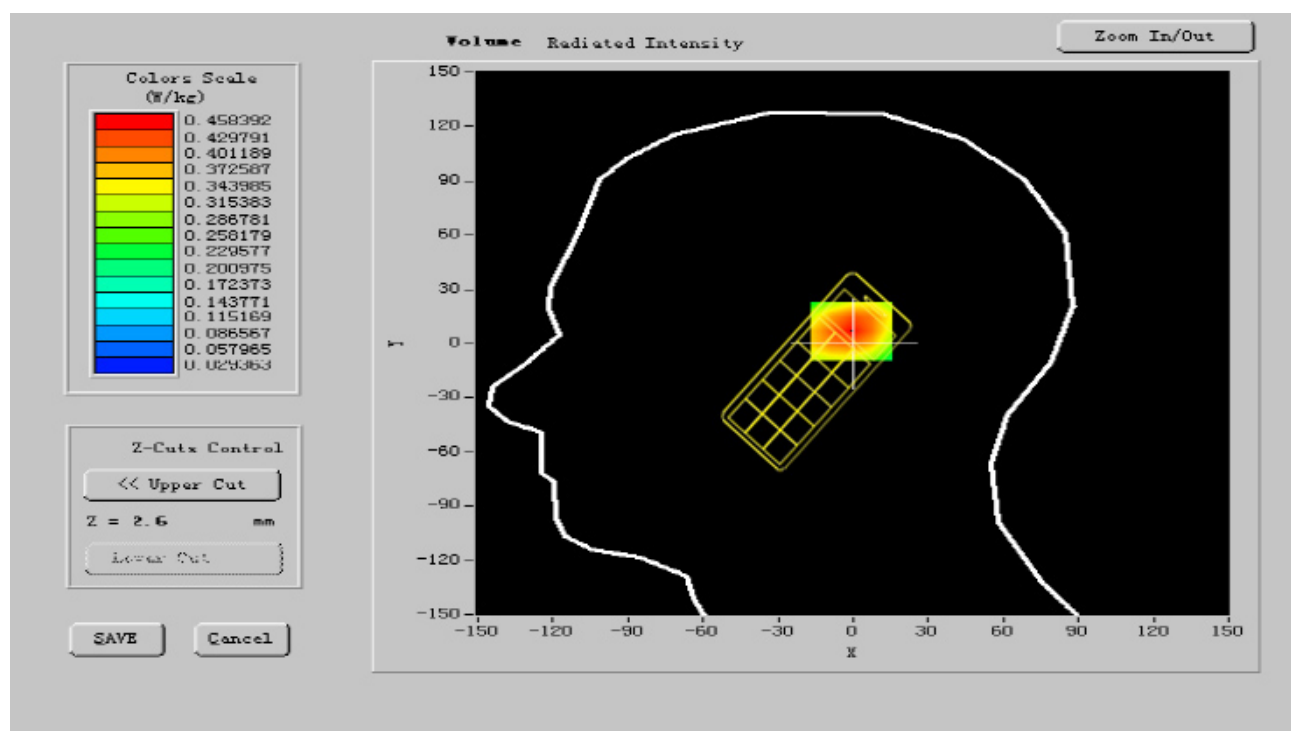 Volume Radiated Intensity
Zoom In/Out
Colors Scale
(W/kg)
0.458392
0.429791
0.401189
0.372587
0.343985
0.315383
0.286781
0.258179
0.229577
0.200975
0.172373
0.143771
0.115169
0.086567
0.057965
0.029363
Z-Cuts Control
<< Upper Cut
Z = 2.6 mm
Lower Cut
SAVE
Cancel
150
120
90
60
30
0
-30
-60
-90
-120
-150
Y
-150 -120 -90 -60 -30 0 30 60 90 120 150
X